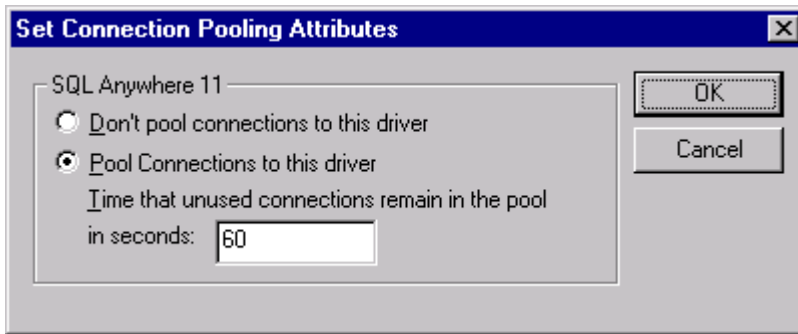 Set Connection Pooling Attributes
SQL Anywhere 11
Don't pool connections to this driver
Pool Connections to this driver
Time that unused connections remain in the pool
in seconds: 60
OK
Cancel